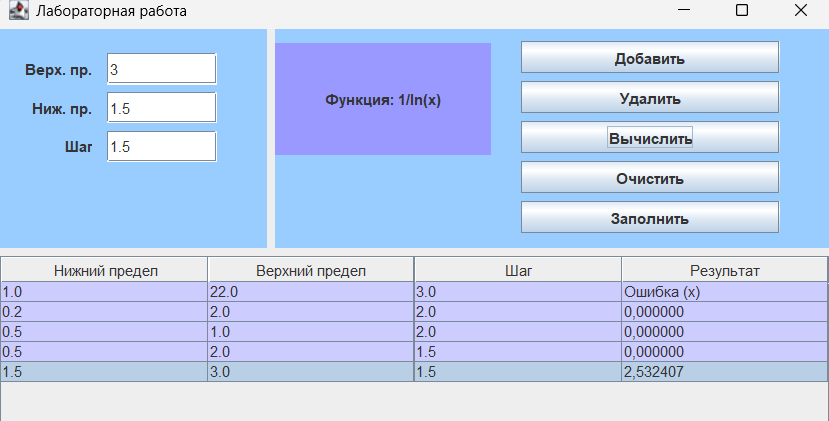 Лабораторная работа
Верх. пр. 3
Ниж. пр. 1.5
Шаг 1.5
Функция: 1/ln(x)
Добавить
Удалить
Вычислить
Очистить
Заполнить
Нижний предел Верхний предел Шаг Результат
1.0 22.0 3.0 Ошибка (x)
0.2 2.0 2.0 0,000000
0.5 1.0 2.0 0,000000
0.5 2.0 1.5 0,000000
1.5 3.0 1.5 2,532407